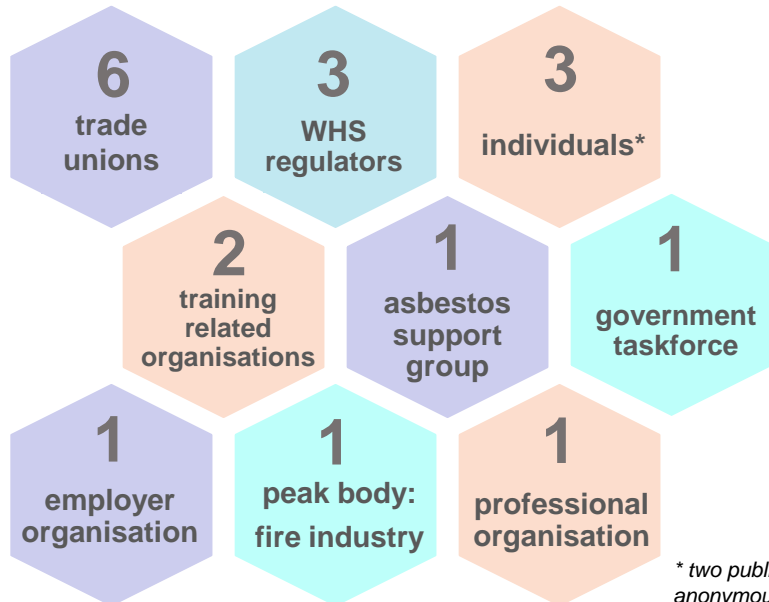 6
trade
unions
3
WHS
regulators
3
individuals*
2
training
related
organisations
1
asbestos
support
group
1
government
taskforce
1
employer
organisation
1
peak body:
fire industry
1
professional
organisation
* two
anonymou